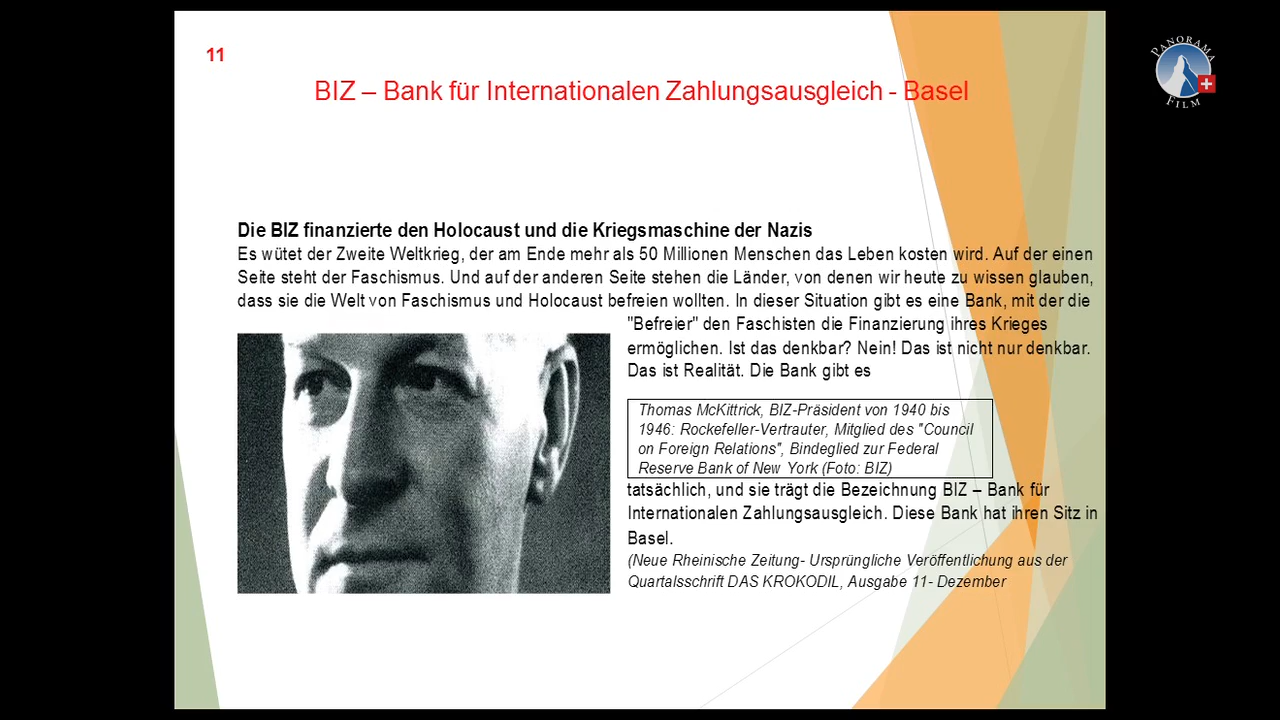 11
BIZ – Bank für Internationalen Zahlungsausgleich - Basel
PANORAMA
FILM
Die BIZ finanzierte den Holocaust und die Kriegsmaschine der Nazis
Es wütet der Zweite Weltkrieg, der am Ende mehr als 50 Millionen Menschen das Leben kosten wird. Auf der einen
Seite steht der Faschismus. Und auf der anderen Seite stehen die Länder, von denen wir heute zu wissen glauben,
dass sie die Welt von Faschismus und Holocaust befreien wollten. In dieser Situation gibt es eine Bank, mit der die
"Befreier" den Faschisten die Finanzierung ihres Krieges
ermöglichen. Ist das denkbar? Nein! Das ist nicht nur denkbar.
Das ist Realität. Die Bank gibt es
Thomas McKittrick, BIZ-Präsident von 1940 bis
1946: Rockefeller-Vertrauter, Mitglied des "Council
on Foreign Relations", Bindeglied zur Federal
Reserve Bank of New York (Foto: BIZ)
tatsächlich, und sie trägt die Bezeichnung BIZ – Bank für
Internationalen Zahlungsausgleich. Diese Bank hat ihren Sitz in
Basel.
(Neue Rheinische Zeitung- Ursprüngliche Veröffentlichung aus der
Quartalsschrift DAS KROKODIL, Ausgabe 11- Dezember